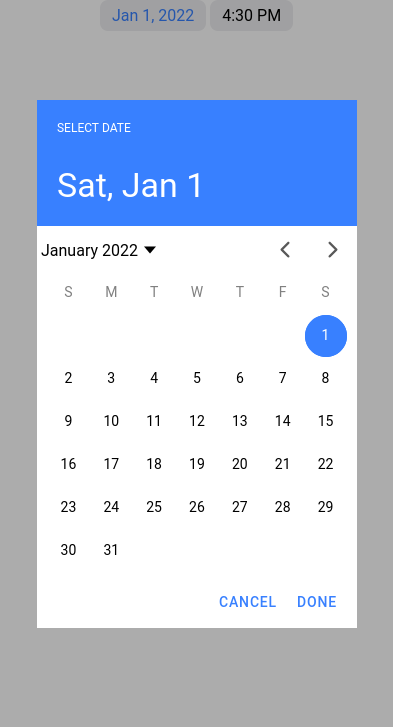 Jan 1, 2022 4:30 PM
SELECT DATE
Sat, Jan 1
January 2022
S M T W T F S
1
2 3 4 5 6 7 8
9 10 11 12 13 14 15
16 17 18 19 20 21 22
23 24 25 26 27 28 29
30 31
CANCEL DONE